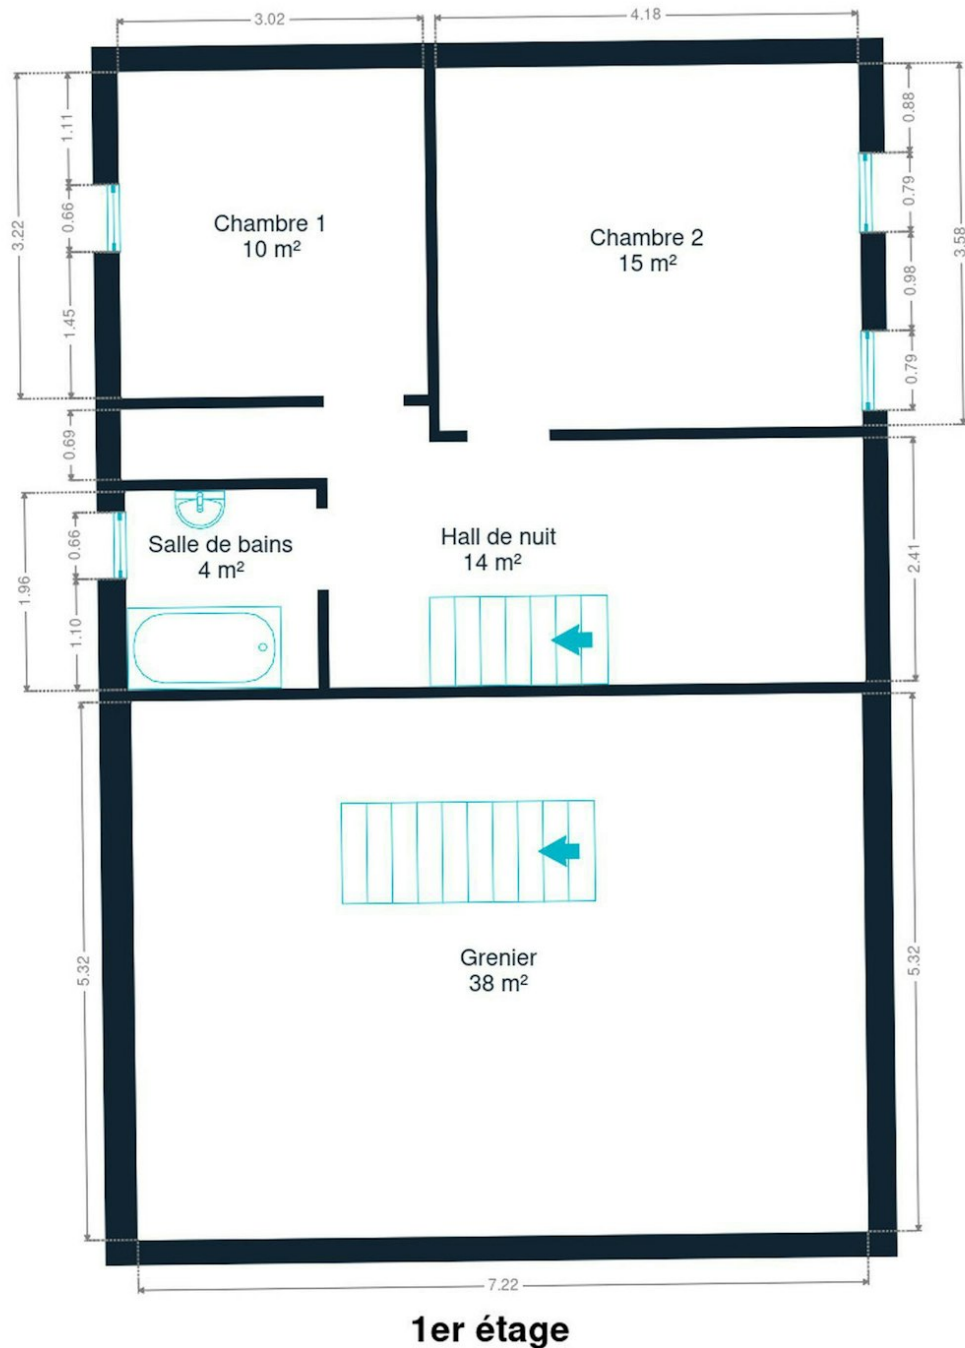 3.02
4.18
1.11
0.88
0.66
0.79
3.22
Chambre 1
10 m²
Chambre 2
15 m²
3.58
0.98
1.45
0.79
0.69
0.66
Salle de bains
4 m²
Hall de nuit
14 m²
2.41
1.96
1.10
5.32
Grenier
38 m²
5.32
7.22
1er étage